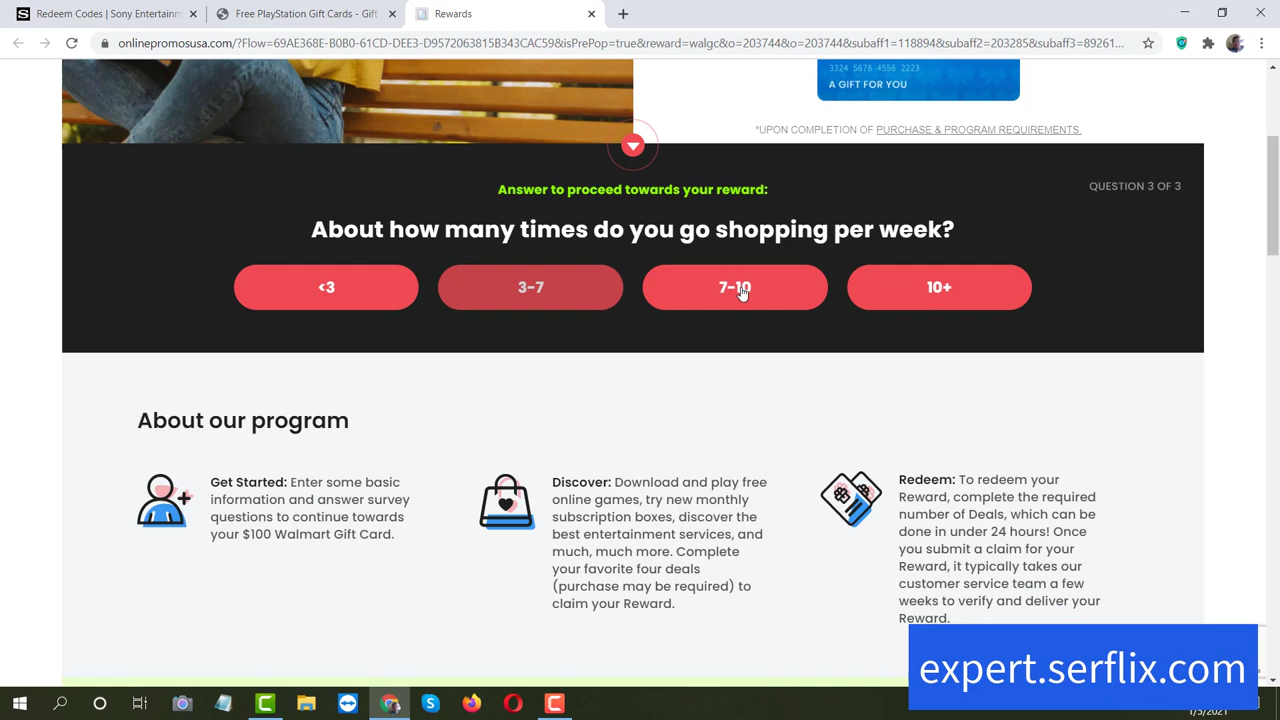 Redeem Codes | Sony Entertainm
Free PlayStation Gift Cards - Gift
Rewards
onlinepromosusa.com/?Flow=69AE368E-B0B0-61CD-DEE3-D9572063815B343CAC59&isPrePop=true&reward=walgc&o=203744&o=203744&subaff1=118894&subaff2=203285&subaff3=89261...
3324 5678 4556 2223
A GIFT FOR YOU
*UPON COMPLETION OF PURCHASE & PROGRAM REQUIREMENTS.
Answer to proceed towards your reward:
QUESTION 3 OF 3
About how many times do you go shopping per week?
<3
3-7
7-10
10+
About our program
Get Started: Enter some basic
information and answer survey
questions to continue towards
your $100 Walmart Gift Card.
Discover: Download and play free
online games, try new monthly
subscription boxes, discover the
best entertainment services, and
much, much more. Complete
your favorite four deals
(purchase may be required) to
claim your Reward.
Redeem: To redeem your
Reward, complete the required
number of Deals, which can be
done in under 24 hours! Once
you submit a claim for your
Reward, it typically takes our
customer service team a few
weeks to verify and deliver your
Reward.
expert.serflix.com
1/5/2021